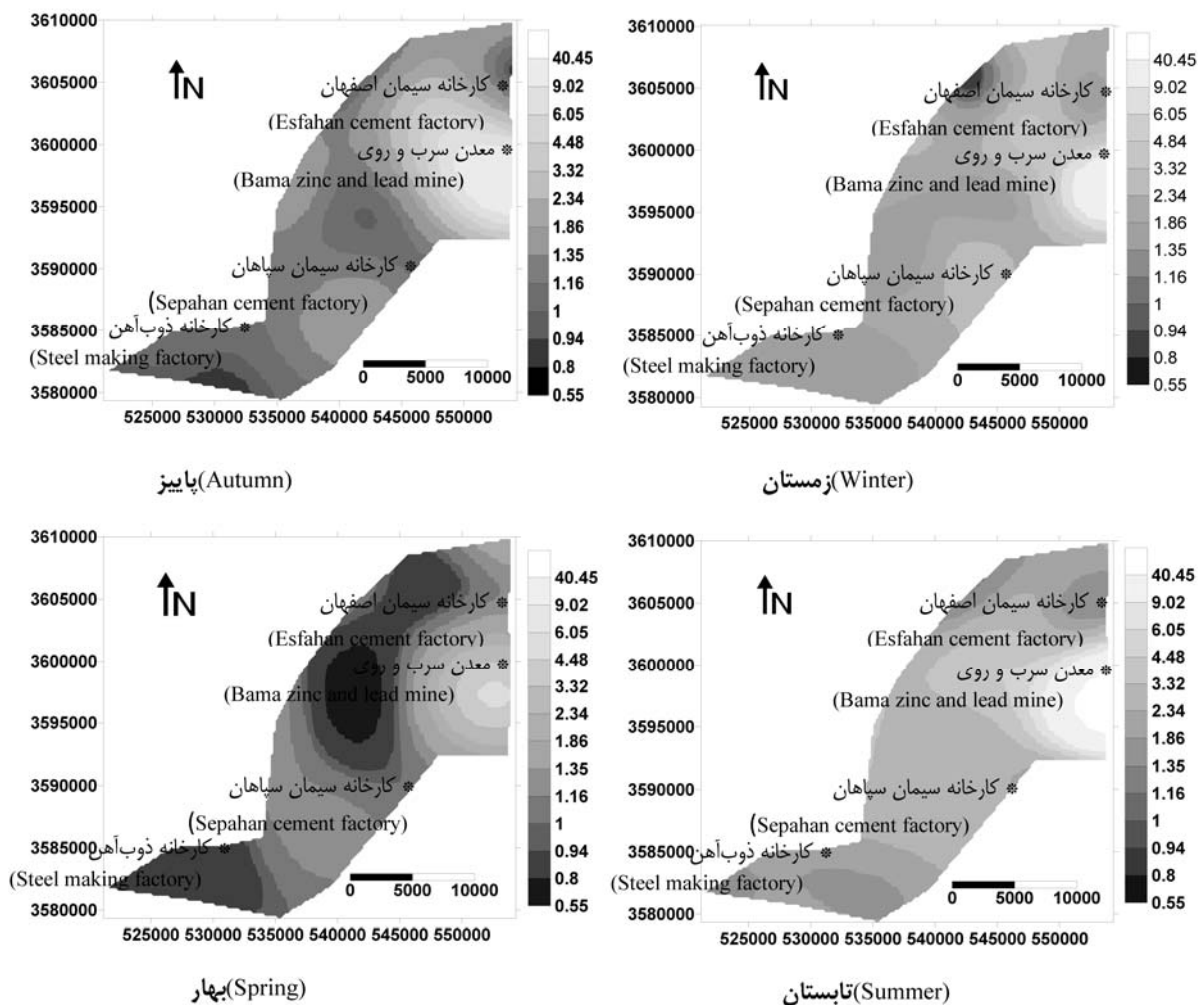 3610000
3605000
3600000
3595000
3590000
3585000
3580000
525000 530000 535000 540000 545000 550000
N
کارخانه سیمان اصفهان
(Esfahan cement factory)
معدن سرب و روی
(Bama zinc and lead mine)
کارخانه سیمان سپاهان
(Sepahan cement factory)
کارخانه ذوب‌آهن
(Steel making factory)
0 5000 10000
40.45
9.02
6.05
4.48
3.32
2.34
1.86
1.35
1.16
1
0.94
0.8
0.55
پاییز(Autumn)
3610000
3605000
3600000
3595000
3590000
3585000
3580000
525000 530000 535000 540000 545000 550000
N
کارخانه سیمان اصفهان
(Esfahan cement factory)
معدن سرب و روی
(Bama zinc and lead mine)
کارخانه سیمان سپاهان
(Sepahan cement factory)
کارخانه ذوب‌آهن
(Steel making factory)
0 5000 10000
40.45
9.02
6.05
4.48
3.32
2.34
1.86
1.35
1.16
1
0.94
0.8
0.55
زمستان(Winter)
3610000
3605000
3600000
3595000
3590000
3585000
3580000
525000 530000 535000 540000 545000 550000
N
کارخانه سیمان اصفهان
(Esfahan cement factory)
معدن سرب و روی
(Bama zinc and lead mine)
کارخانه سیمان سپاهان
(Sepahan cement factory)
کارخانه ذوب‌آهن
(Steel making factory)
0 5000 10000
40.45
9.02
6.05
4.48
3.32
2.34
1.86
1.35
1.16
1
0.94
0.8
0.55
بهار(Spring)
3610000
3605000
3600000
3595000
3590000
3585000
3580000
525000 530000 535000 540000 545000 550000
N
کارخانه سیمان اصفهان
(Esfahan cement factory)
معدن سرب و روی
(Bama zinc and lead mine)
کارخانه سیمان سپاهان
(Sepahan cement factory)
کارخانه ذوب‌آهن
(Steel making factory)
0 5000 10000
40.45
9.02
6.05
4.48
3.32
2.34
1.86
1.35
1.16
1
0.94
0.8
0.55
تابستان(Summer)